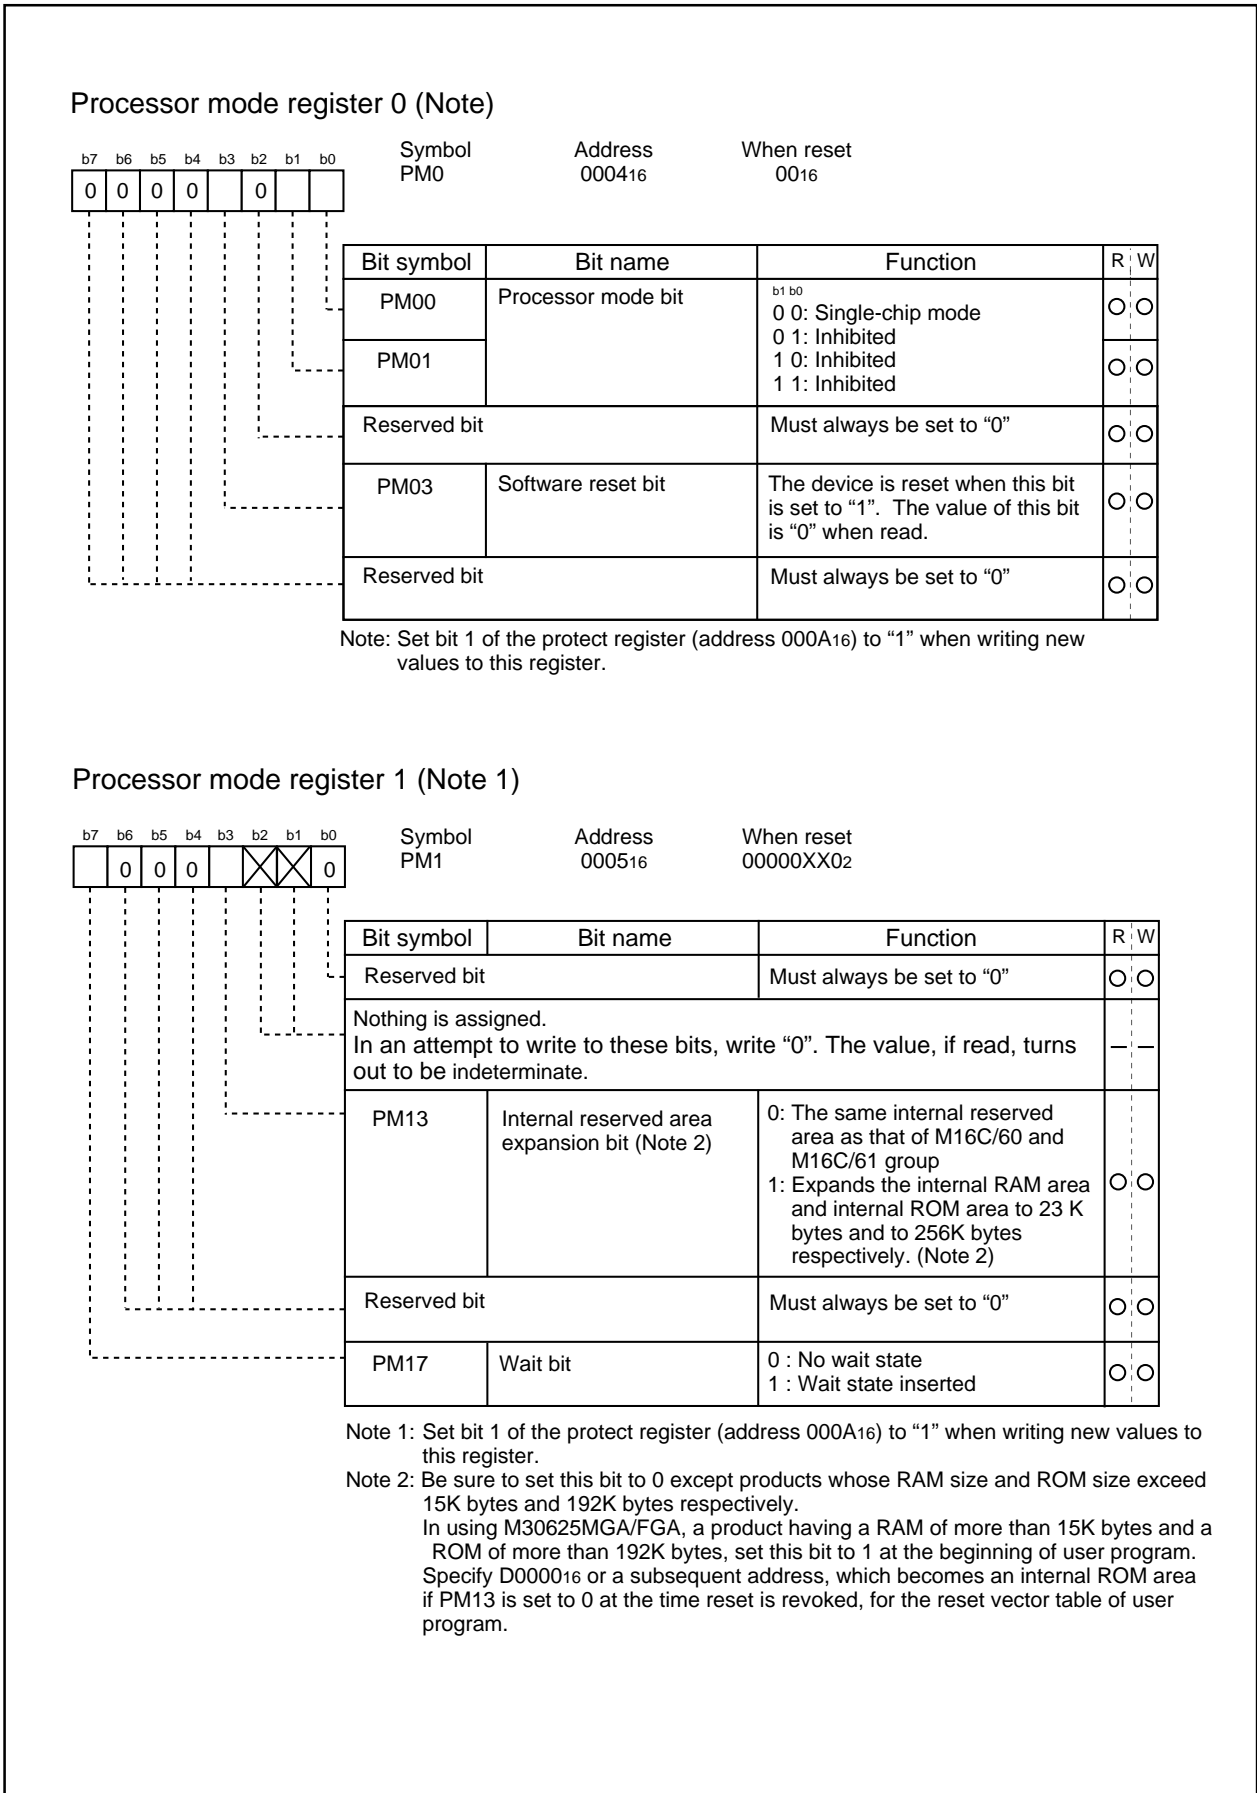 Processor mode register 0 (Note)
b7 b6 b5 b4 b3 b2 b1 b0
0 0 0 0 0
Symbol Address When reset
PM0 000416 0016
Bit symbol Bit name Function R W
PM00 Processor mode bit
b1 b0
0 0: Single-chip mode
0 1: Inhibited
1 0: Inhibited
1 1: Inhibited
PM01
Reserved bit Must always be set to “0”
PM03 Software reset bit The device is reset when this bit
is set to “1”. The value of this bit
is “0” when read.
Reserved bit Must always be set to “0”
Note: Set bit 1 of the protect register (address 000A16) to “1” when writing new
values to this register.
Processor mode register 1 (Note 1)
b7 b6 b5 b4 b3 b2 b1 b0
0 0 0 0
Symbol Address When reset
PM1 000516 00000XX02
Bit symbol Bit name Function R W
Reserved bit Must always be set to “0”
Nothing is assigned.
In an attempt to write to these bits, write “0”. The value, if read, turns
out to be indeterminate.
PM13 Internal reserved area
expansion bit (Note 2)
0: The same internal reserved
area as that of M16C/60 and
M16C/61 group
1: Expands the internal RAM area
and internal ROM area to 23 K
bytes and to 256K bytes
respectively. (Note 2)
Reserved bit Must always be set to “0”
PM17 Wait bit 0 : No wait state
1 : Wait state inserted
Note 1: Set bit 1 of the protect register (address 000A16) to “1” when writing new values to
this register.
Note 2: Be sure to set this bit to 0 except products whose RAM size and ROM size exceed
15K bytes and 192K bytes respectively.
In using M30625MGA/FGA, a product having a RAM of more than 15K bytes and a
ROM of more than 192K bytes, set this bit to 1 at the beginning of user program.
Specify D000016 or a subsequent address, which becomes an internal ROM area
if PM13 is set to 0 at the time reset is revoked, for the reset vector table of user
program.